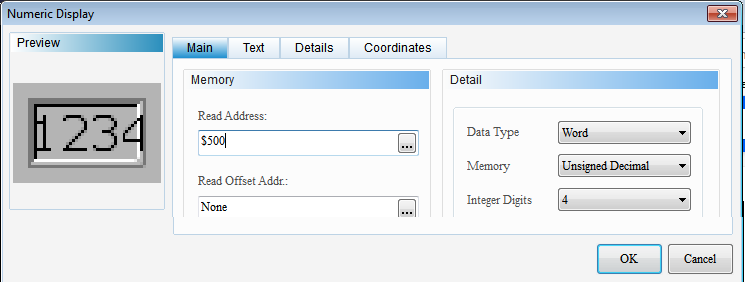 Numeric Display
Preview
1234
Main Text Details Coordinates
Memory
Read Address:
$500
...
Read Offset Addr.:
None
...
Detail
Data Type Word
Memory Unsigned Decimal
Integer Digits 4
OK Cancel